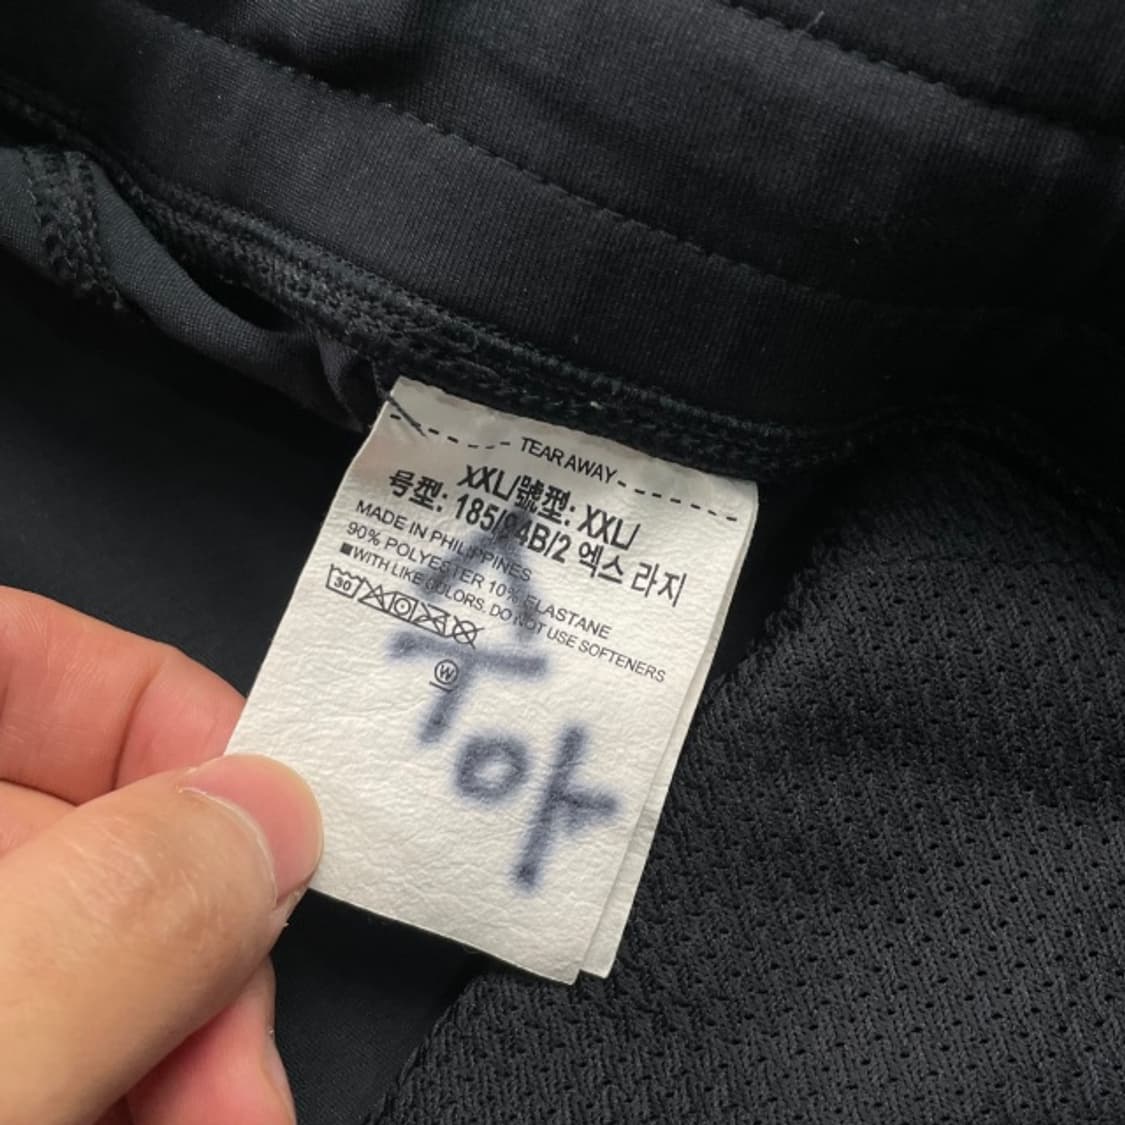 TEAR AWAY
XXL/號型: XXL/
号型: 185/94B/2 엑스 라지
MADE IN PHILIPPINES
90% POLYESTER 10% ELASTANE
WITH LIKE COLORS. DO NOT USE SOFTENERS
30
W
수
아